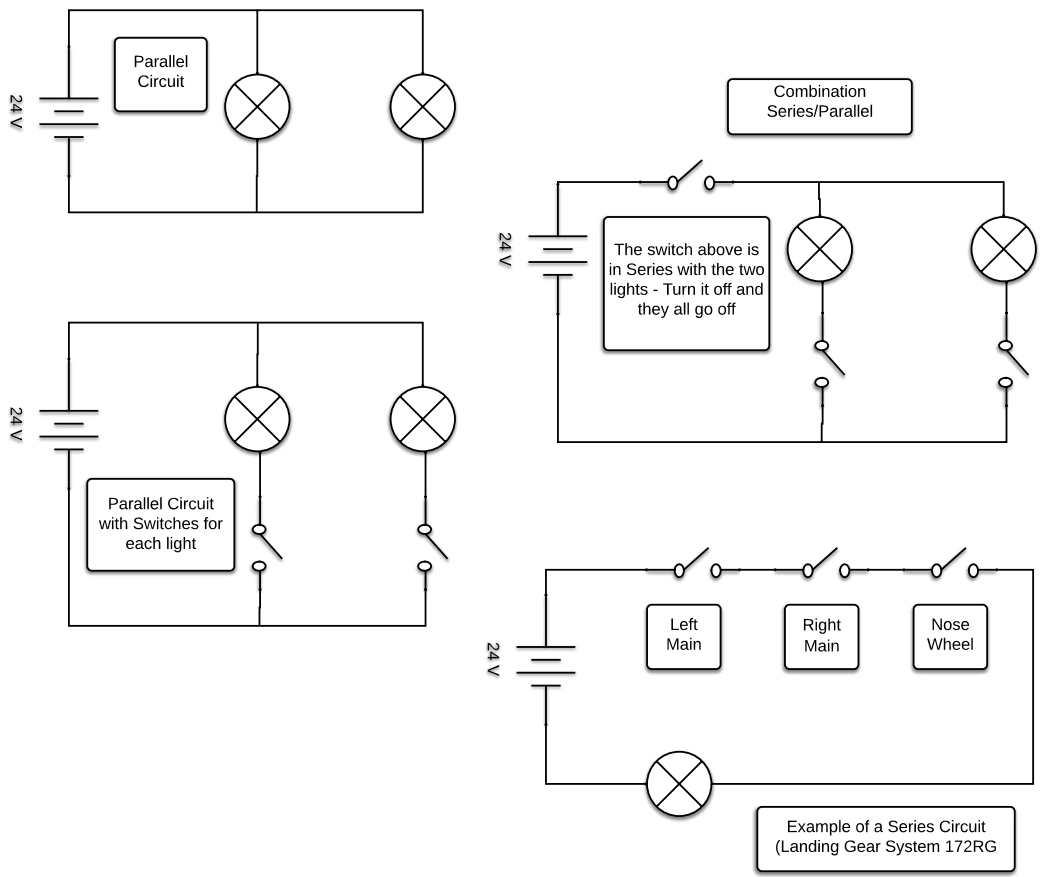 Parallel
Circuit
24 V
Combination
Series/Parallel
24 V
The switch above is
in Series with the two
lights - Turn it off and
they all go off
24 V
Parallel Circuit
with Switches for
each light
24 V
Left
Main
Right
Main
Nose
Wheel
Example of a Series Circuit
(Landing Gear System 172RG